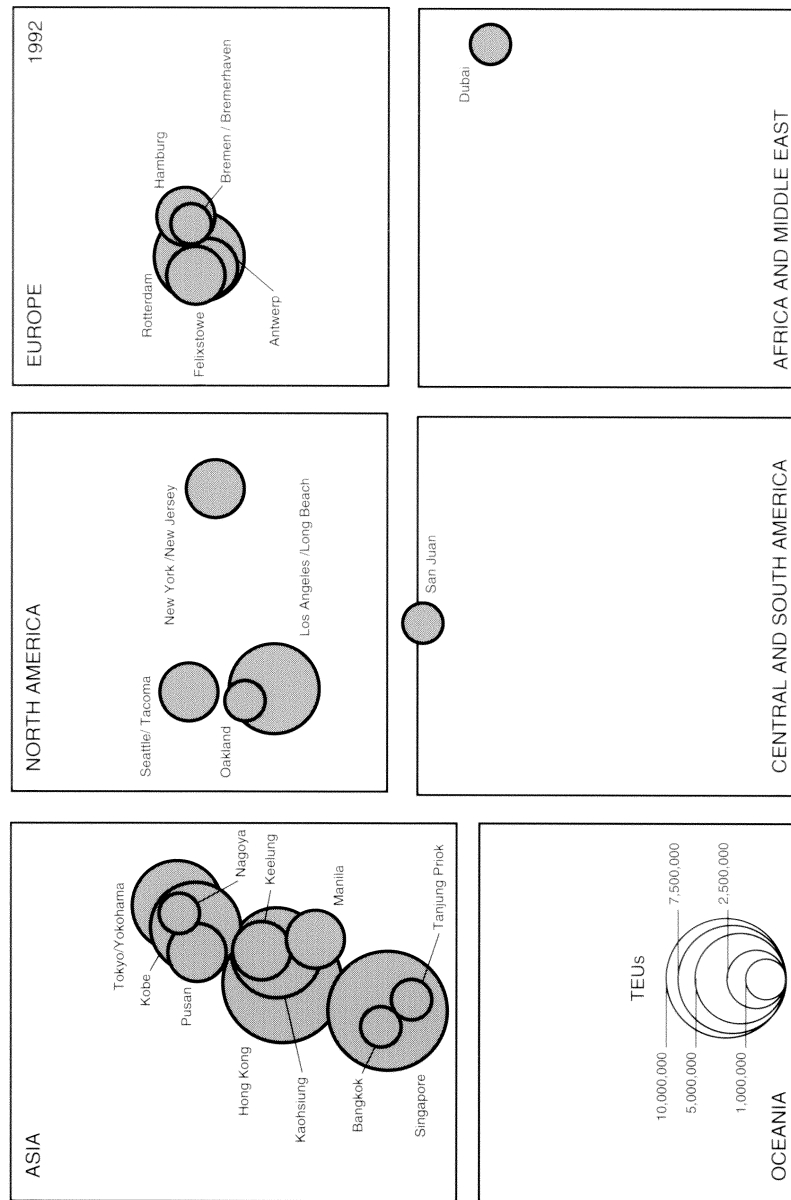 ASIA
Tokyo/Yokohama
Kobe
Pusan
Nagoya
Keelung
Hong Kong
Kaohsiung
Manila
Bangkok
Singapore
Tanjung Priok
NORTH AMERICA
Seattle/ Tacoma
Oakland
New York /New Jersey
Los Angeles /Long Beach
EUROPE
1992
Hamburg
Bremen / Bremerhaven
Rotterdam
Felixstowe
Antwerp
OCEANIA
TEUs
10,000,000
7,500,000
5,000,000
2,500,000
1,000,000
CENTRAL AND SOUTH AMERICA
San Juan
AFRICA AND MIDDLE EAST
Dubai